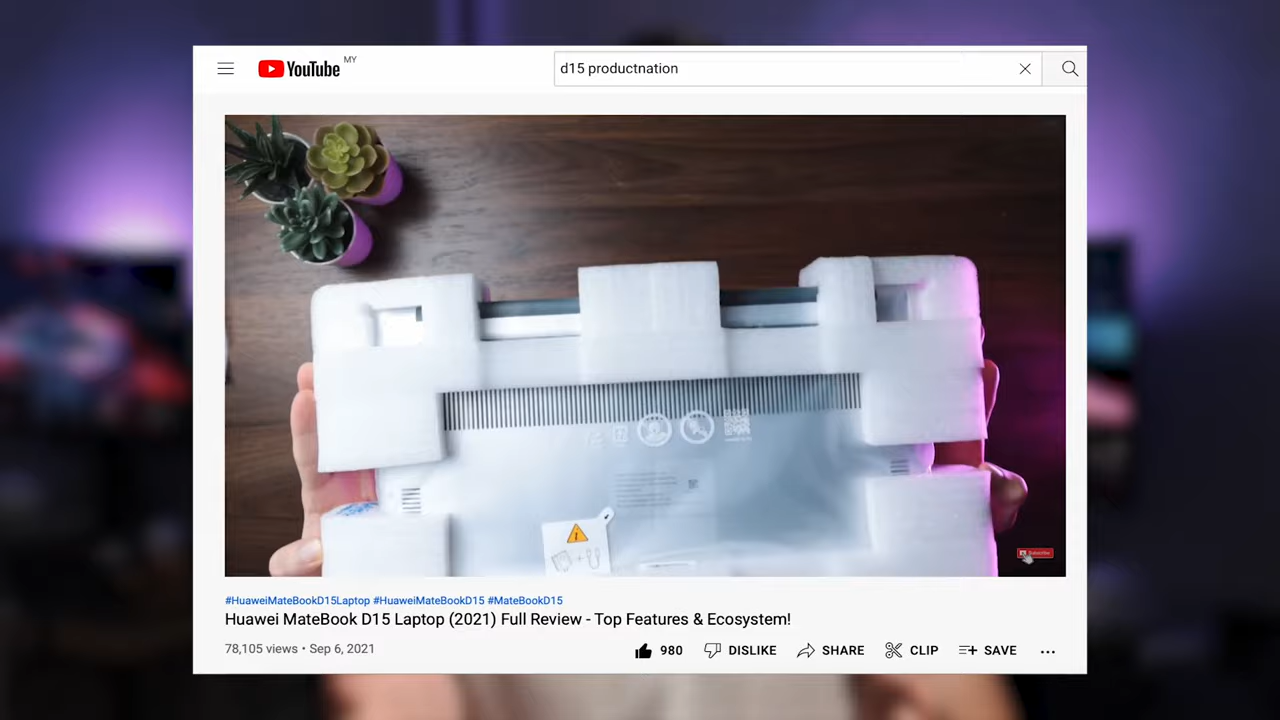 YouTube MY
d15 productnation
Subscribe
#HuaweiMateBookD15Laptop #HuaweiMateBookD15 #MateBookD15
Huawei MateBook D15 Laptop (2021) Full Review - Top Features & Ecosystem!
78,105 views • Sep 6, 2021
980 DISLIKE SHARE CLIP SAVE